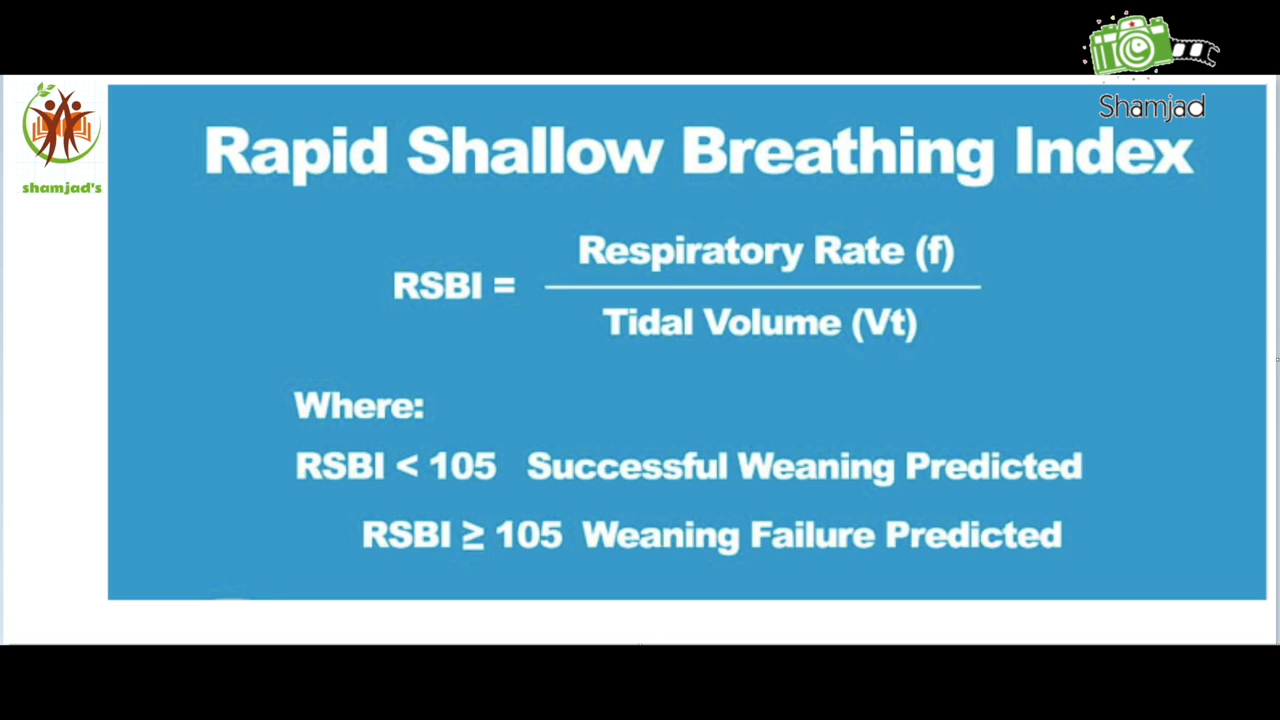 Shamjad
shamjad's
Rapid Shallow Breathing Index
Respiratory Rate (f)
RSBI =
Tidal Volume (Vt)
Where:
RSBI < 105 Successful Weaning Predicted
RSBI ≥ 105 Weaning Failure Predicted